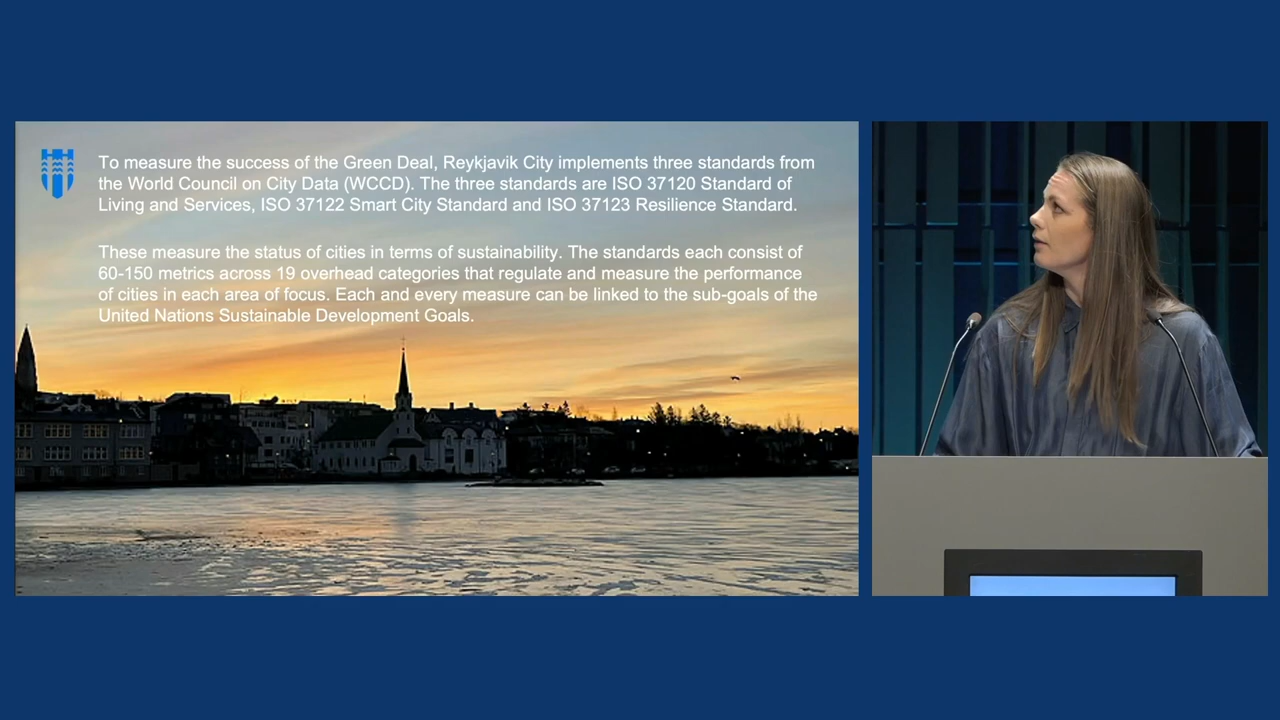 To measure the success of the Green Deal, Reykjavik City implements three standards from
the World Council on City Data (WCCD). The three standards are ISO 37120 Standard of
Living and Services, ISO 37122 Smart City Standard and ISO 37123 Resilience Standard.
These measure the status of cities in terms of sustainability. The standards each consist of
60-150 metrics across 19 overhead categories that regulate and measure the performance
of cities in each area of focus. Each and every measure can be linked to the sub-goals of the
United Nations Sustainable Development Goals.